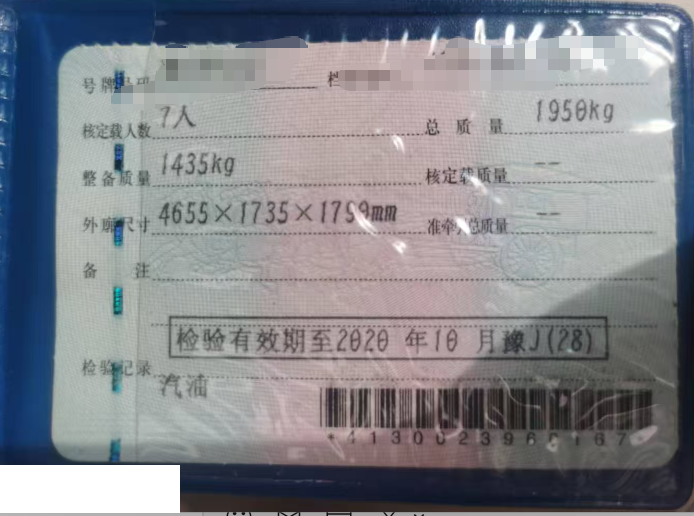 号牌号码
核定载人数 7人 总质量 1950kg
整备质量 1435kg 核定载质量 --
外廓尺寸 4655×1735×1790mm 准牵引总质量 --
备注
检验有效期至2020年10月豫J(28)
检验记录
汽油